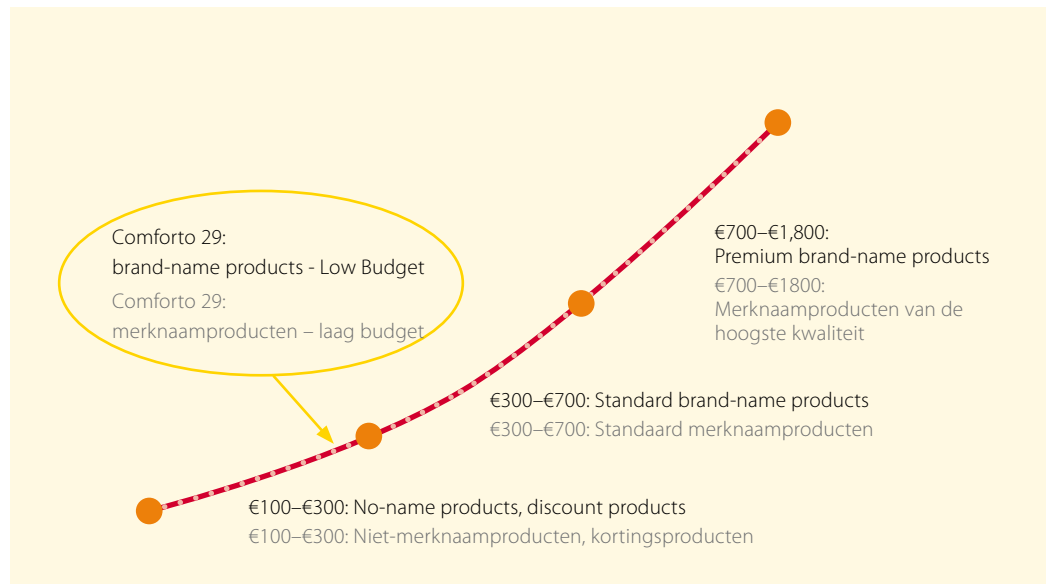 Comforto 29:
brand-name products - Low Budget
Comforto 29:
merknaamproducten – laag budget
€700–€1,800:
Premium brand-name products
€700–€1800:
Merknaamproducten van de
hoogste kwaliteit
€300–€700: Standard brand-name products
€300–€700: Standaard merknaamproducten
€100–€300: No-name products, discount products
€100–€300: Niet-merknaamproducten, kortingsproducten